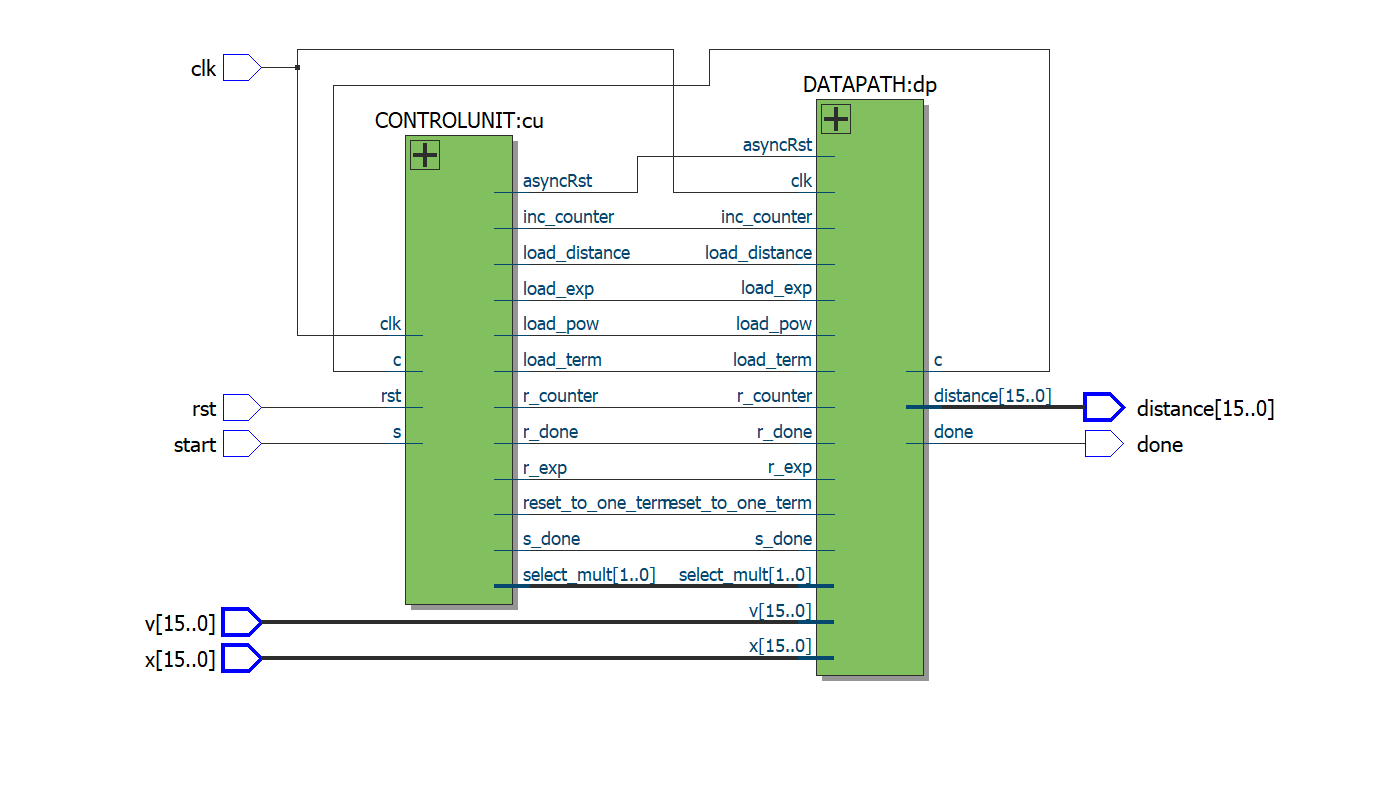 clk
CONTROLUNIT:cu
DATAPATH:dp
asyncRst
inc_counter
load_distance
load_exp
clk
load_pow
c
load_term
rst
r_counter
s
r_done
r_exp
reset_to_one_term
s_done
select_mult[1..0]
asyncRst
clk
inc_counter
load_distance
load_exp
load_pow
load_term
r_counter
r_done
r_exp
reset_to_one_term
s_done
select_mult[1..0]
v[15..0]
x[15..0]
c
distance[15..0]
done
rst
start
v[15..0]
x[15..0]
distance[15..0]
done